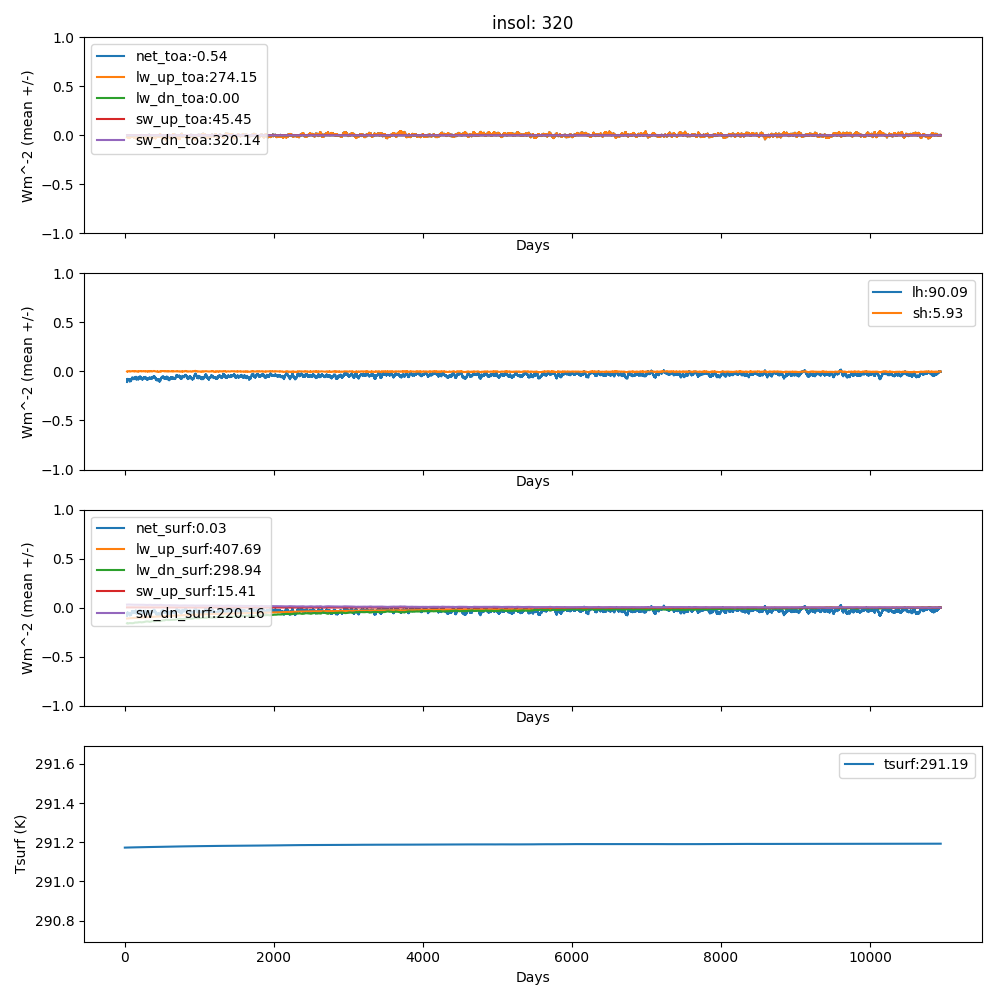 insol: 320
1.0
0.5
0.0
−0.5
−1.0
Wm^-2 (mean +/-)
net_toa:-0.54
lw_up_toa:274.15
lw_dn_toa:0.00
sw_up_toa:45.45
sw_dn_toa:320.14
Days
1.0
0.5
0.0
−0.5
−1.0
Wm^-2 (mean +/-)
lh:90.09
sh:5.93
Days
1.0
0.5
0.0
−0.5
−1.0
Wm^-2 (mean +/-)
net_surf:0.03
lw_up_surf:407.69
lw_dn_surf:298.94
sw_up_surf:15.41
sw_dn_surf:220.16
Days
291.6
291.4
291.2
291.0
290.8
Tsurf (K)
tsurf:291.19
0 2000 4000 6000 8000 10000
Days